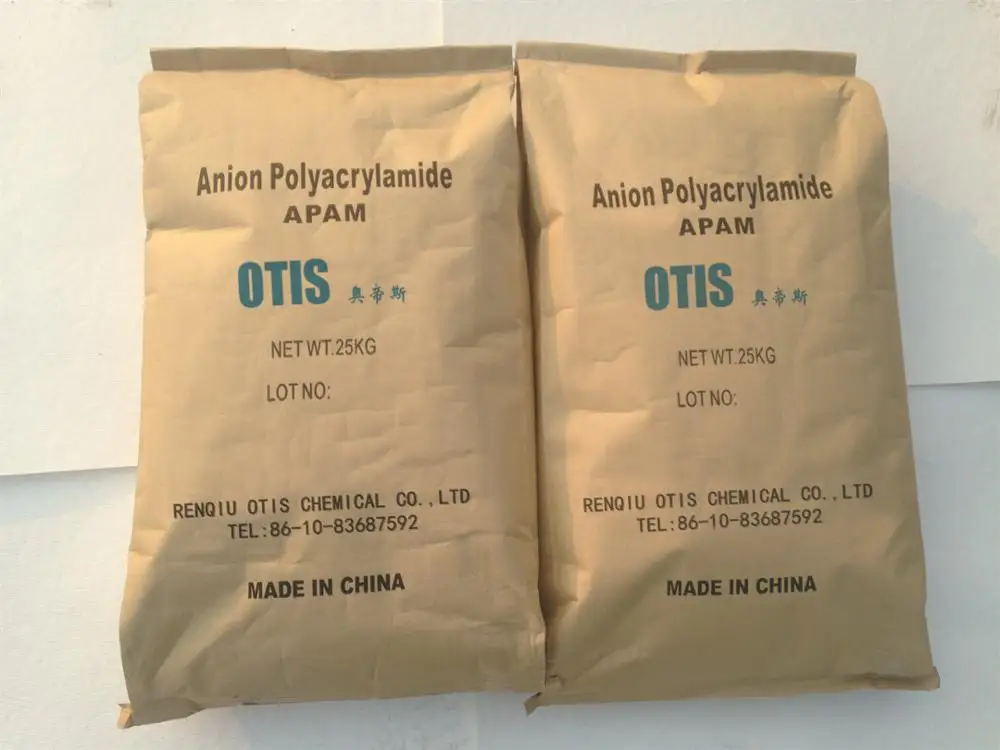 Anion Polyacrylamide
APAM
OTIS 奥帝斯
NET WT.25KG
LOT NO:
RENQIU OTIS CHEMICAL CO.,LTD
TEL:86-10-83687592
MADE IN CHINA
Anion Polyacrylamide
APAM
OTIS 奥帝斯
NET WT.25KG
LOT NO:
RENQIU OTIS CHEMICAL CO.,LTD
TEL:86-10-83687592
MADE IN CHINA